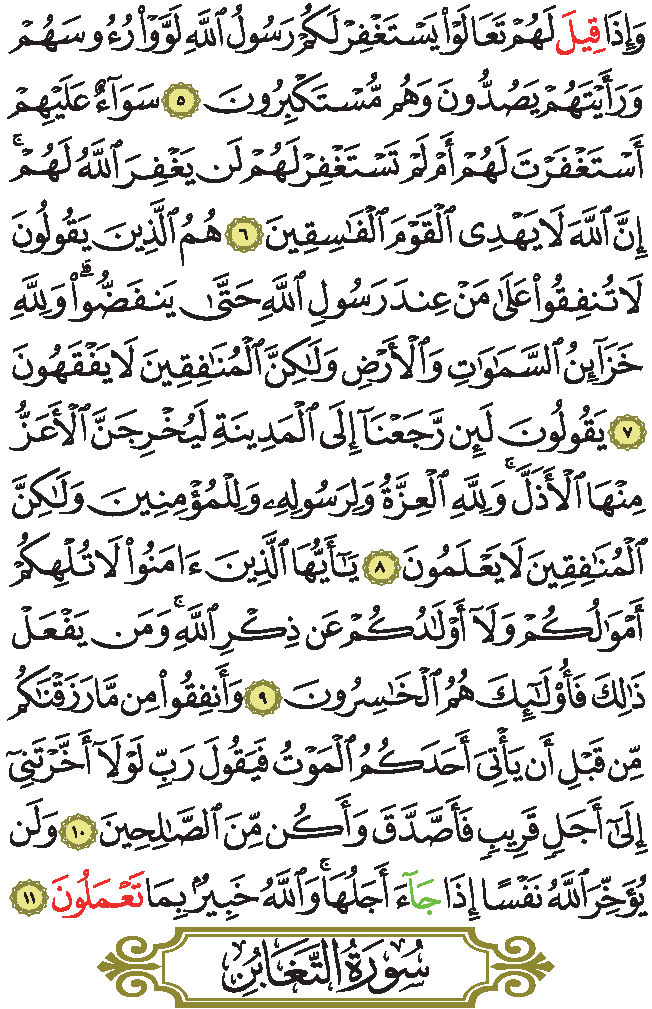 وَإِذَا قِيلَ لَهُمْ تَعَالَوْا۟ يَسْتَغْفِرْ لَكُمْ رَسُولُ ٱللَّهِ لَوَّوْا۟ رُءُوسَهُمْ
وَرَأَيْتَهُمْ يَصُدُّونَ وَهُم مُّسْتَكْبِرُونَ ٥ سَوَآءٌ عَلَيْهِمْ
أَسْتَغْفَرْتَ لَهُمْ أَمْ لَمْ تَسْتَغْفِرْ لَهُمْ لَن يَغْفِرَ ٱللَّهُ لَهُمْ ۚ
إِنَّ ٱللَّهَ لَا يَهْدِى ٱلْقَوْمَ ٱلْفَـٰسِقِينَ ٦ هُمُ ٱلَّذِينَ يَقُولُونَ
لَا تُنفِقُوا۟ عَلَىٰ مَنْ عِندَ رَسُولِ ٱللَّهِ حَتَّىٰ يَنفَضُّوا۟ ۗ وَلِلَّهِ
خَزَآئِنُ ٱلسَّمَـٰوَٰتِ وَٱلْأَرْضِ وَلَـٰكِنَّ ٱلْمُنَـٰفِقِينَ لَا يَفْقَهُونَ
٧ يَقُولُونَ لَئِن رَّجَعْنَآ إِلَى ٱلْمَدِينَةِ لَيُخْرِجَنَّ ٱلْأَعَزُّ
مِنْهَا ٱلْأَذَلَّ ۚ وَلِلَّهِ ٱلْعِزَّةُ وَلِرَسُولِهِۦ وَلِلْمُؤْمِنِينَ وَلَـٰكِنَّ
ٱلْمُنَـٰفِقِينَ لَا يَعْلَمُونَ ٨ يَـٰٓأَيُّهَا ٱلَّذِينَ ءَامَنُوا۟ لَا تُلْهِكُمْ
أَمْوَٰلُكُمْ وَلَآ أَوْلَـٰدُكُمْ عَن ذِكْرِ ٱللَّهِ ۚ وَمَن يَفْعَلْ
ذَٰلِكَ فَأُو۟لَـٰٓئِكَ هُمُ ٱلْخَـٰسِرُونَ ٩ وَأَنفِقُوا۟ مِن مَّا رَزَقْنَـٰكُم
مِّن قَبْلِ أَن يَأْتِىَ أَحَدَكُمُ ٱلْمَوْتُ فَيَقُولَ رَبِّ لَوْلَآ أَخَّرْتَنِىٓ
إِلَىٰٓ أَجَلٍ قَرِيبٍ فَأَصَّدَّقَ وَأَكُن مِّنَ ٱلصَّـٰلِحِينَ ١٠ وَلَن
يُؤَخِّرَ ٱللَّهُ نَفْسًا إِذَا جَآءَ أَجَلُهَا ۚ وَٱللَّهُ خَبِيرٌۢ بِمَا تَعْمَلُونَ ١١
سُورَةُ التَّغَابُنِ